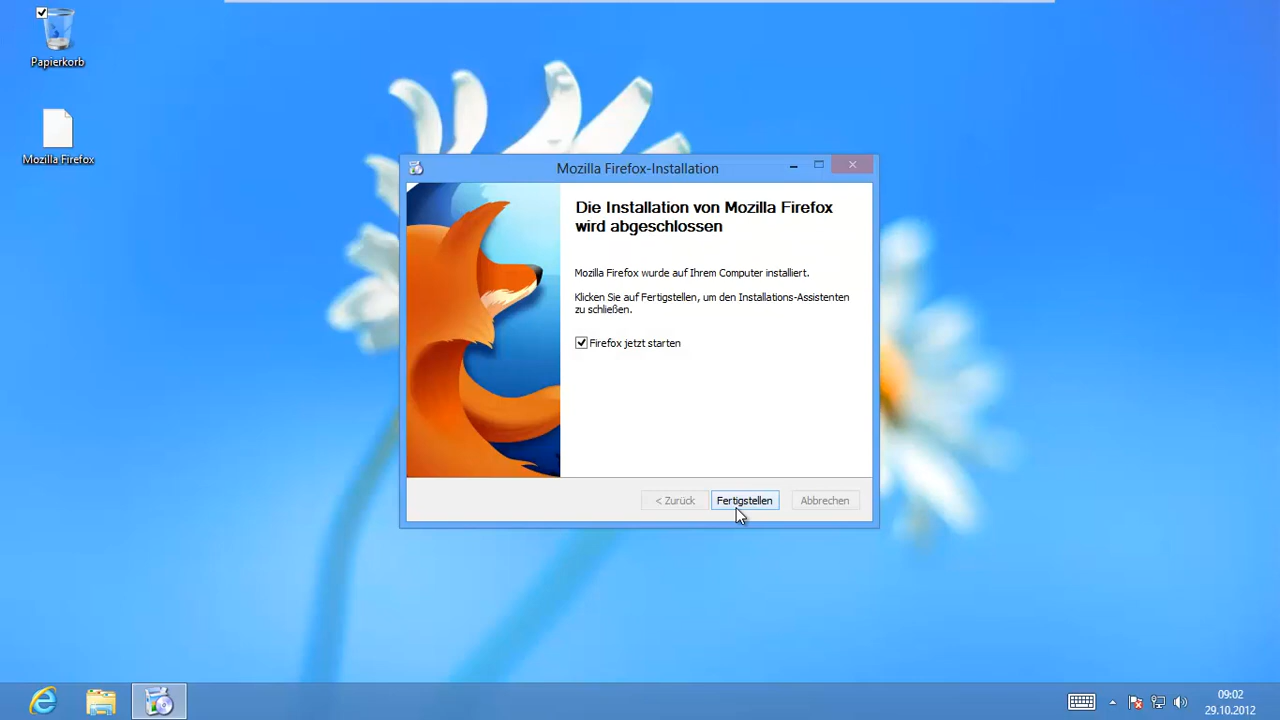 Papierkorb
Mozilla Firefox
Mozilla Firefox-Installation
Die Installation von Mozilla Firefox
wird abgeschlossen
Mozilla Firefox wurde auf Ihrem Computer installiert.
Klicken Sie auf Fertigstellen, um den Installations-Assistenten
zu schließen.
Firefox jetzt starten
< Zurück
Fertigstellen
Abbrechen
09:02
29.10.2012